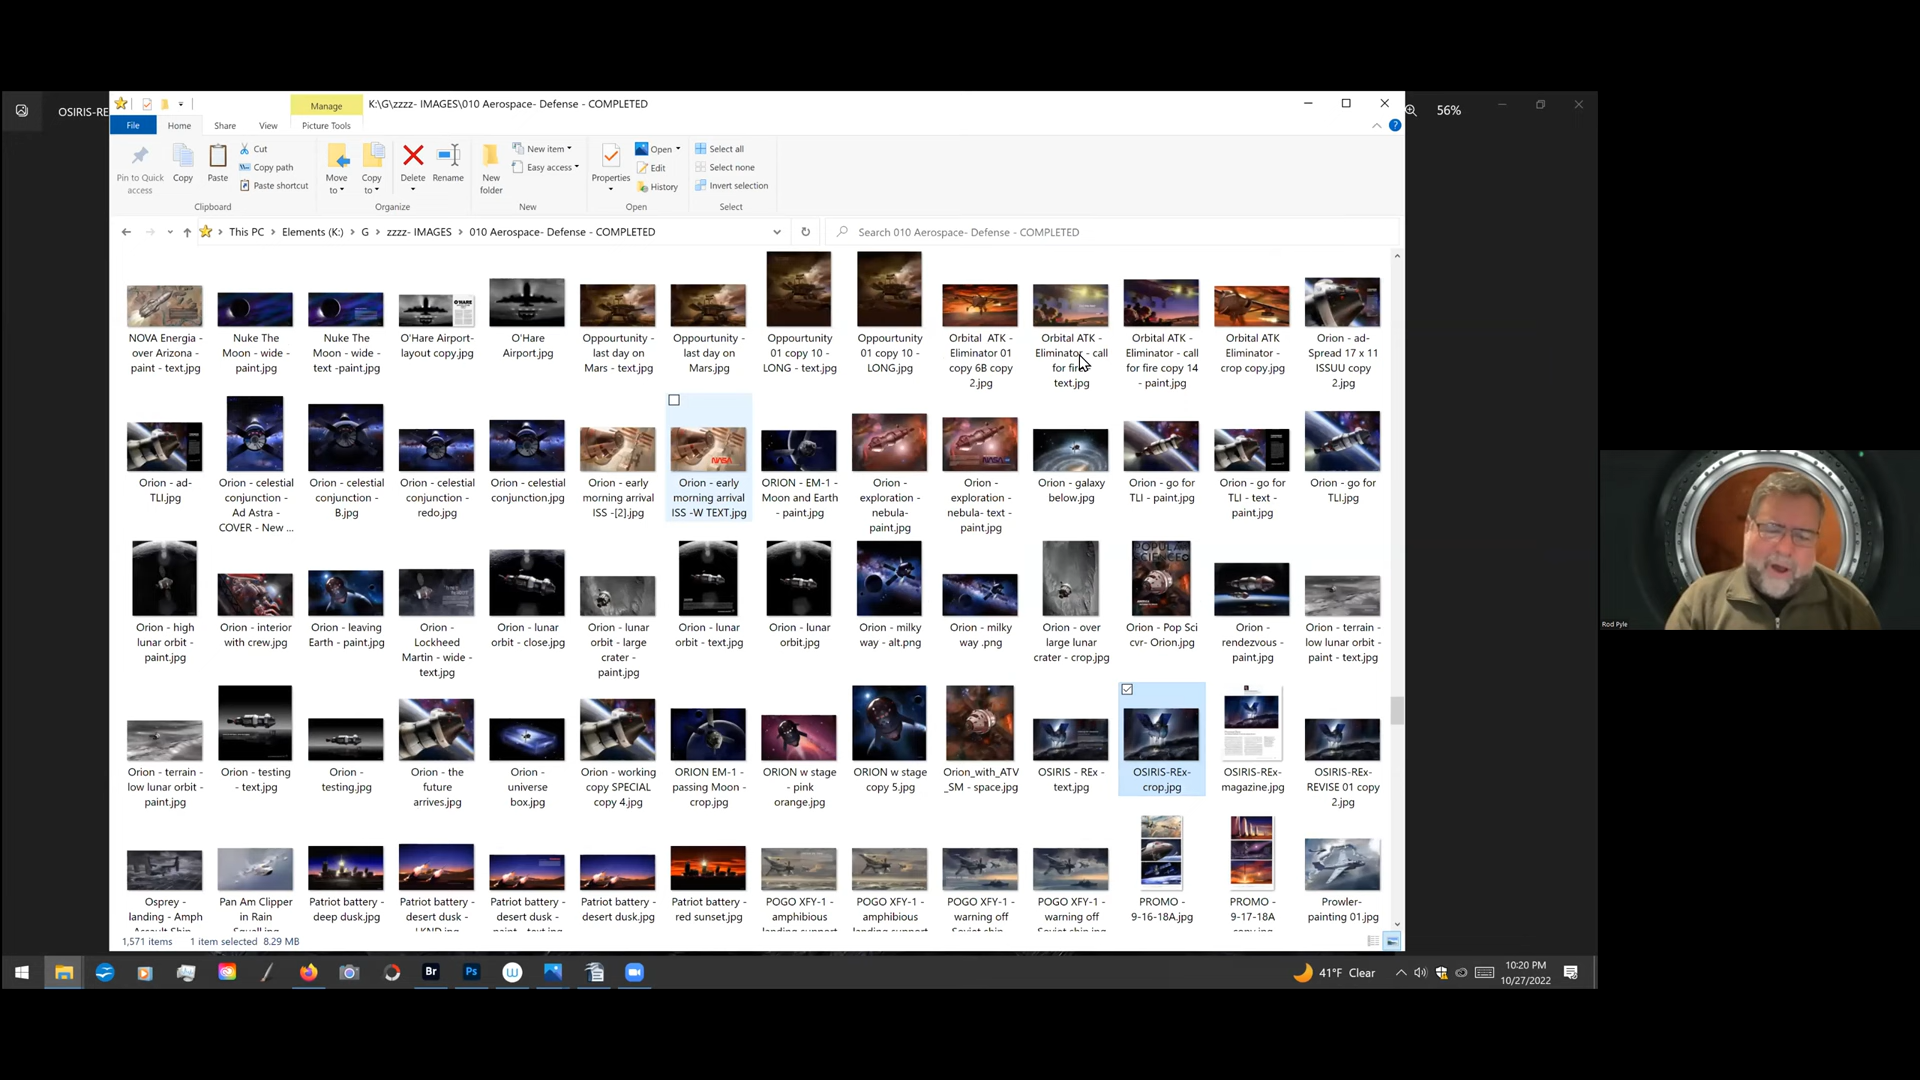 OSIRIS-RE
Manage
K:\G\zzzz- IMAGES\010 Aerospace- Defense - COMPLETED
56%
File
Home
Share
View
Picture Tools
Pin to Quick access
Copy
Paste
Cut
Copy path
Paste shortcut
Move to
Copy to
Delete
Rename
New folder
New item
Easy access
Properties
Open
Edit
History
Select all
Select none
Invert selection
Clipboard
Organize
New
Open
Select
This PC > Elements (K:) > G > zzzz- IMAGES > 010 Aerospace- Defense - COMPLETED
Search 010 Aerospace- Defense - COMPLETED
NOVA Energia - over Arizona - paint - text.jpg
Nuke The Moon - wide - paint.jpg
Nuke The Moon - wide - text -paint.jpg
O'Hare Airport- layout copy.jpg
O'Hare Airport.jpg
Oppourtunity - last day on Mars - text.jpg
Oppourtunity - last day on Mars.jpg
Oppourtunity 01 copy 10 - LONG - text.jpg
Oppourtunity 01 copy 10 - LONG.jpg
Orbital ATK - Eliminator 01 copy 6B copy 2.jpg
Orbital ATK - Eliminator - call for fire text.jpg
Orbital ATK - Eliminator - call for fire copy 14 - paint.jpg
Orbital ATK Eliminator - crop copy.jpg
Orion - ad- Spread 17 x 11 ISSUU copy 2.jpg
Orion - ad- TLI.jpg
Orion - celestial conjunction - Ad Astra - COVER - New ...
Orion - celestial conjunction - B.jpg
Orion - celestial conjunction - redo.jpg
Orion - celestial conjunction.jpg
Orion - early morning arrival ISS -[2].jpg
Orion - early morning arrival ISS -W TEXT.jpg
ORION - EM-1 - Moon and Earth - paint.jpg
Orion - exploration - nebula- paint.jpg
Orion - exploration - nebula- text - paint.jpg
Orion - galaxy below.jpg
Orion - go for TLI - paint.jpg
Orion - go for TLI - text - paint.jpg
Orion - go for TLI.jpg
Orion - high lunar orbit - paint.jpg
Orion - interior with crew.jpg
Orion - leaving Earth - paint.jpg
Orion - Lockheed Martin - wide - text.jpg
Orion - lunar orbit - close.jpg
Orion - lunar orbit - large crater - paint.jpg
Orion - lunar orbit - text.jpg
Orion - lunar orbit.jpg
Orion - milky way - alt.png
Orion - milky way .png
Orion - over large lunar crater - crop.jpg
Orion - Pop Sci cvr- Orion.jpg
Orion - rendezvous - paint.jpg
Orion - terrain - low lunar orbit - paint - text.jpg
Orion - terrain - low lunar orbit - paint.jpg
Orion - testing - text.jpg
Orion - testing.jpg
Orion - the future arrives.jpg
Orion - universe box.jpg
Orion - working copy SPECIAL copy 4.jpg
ORION EM-1 - passing Moon - crop.jpg
ORION w stage - pink orange.jpg
ORION w stage copy 5.jpg
Orion_with_ATV_SM - space.jpg
OSIRIS - REx - text.jpg
OSIRIS-REx- crop.jpg
OSIRIS-REx- magazine.jpg
OSIRIS-REx- REVISE 01 copy 2.jpg
Osprey - landing - Amph
Pan Am Clipper in Rain
Patriot battery - deep dusk.jpg
Patriot battery - desert dusk -
Patriot battery - desert dusk -
Patriot battery - desert dusk.jpg
Patriot battery - red sunset.jpg
POGO XFY-1 - amphibious
POGO XFY-1 - amphibious
POGO XFY-1 - warning off
POGO XFY-1 - warning off
PROMO - 9-16-18A.jpg
PROMO - 9-17-18A
Prowler- painting 01.jpg
1,571 items
1 item selected 8.29 MB
41°F Clear
10:20 PM
10/27/2022
Rod Pyle